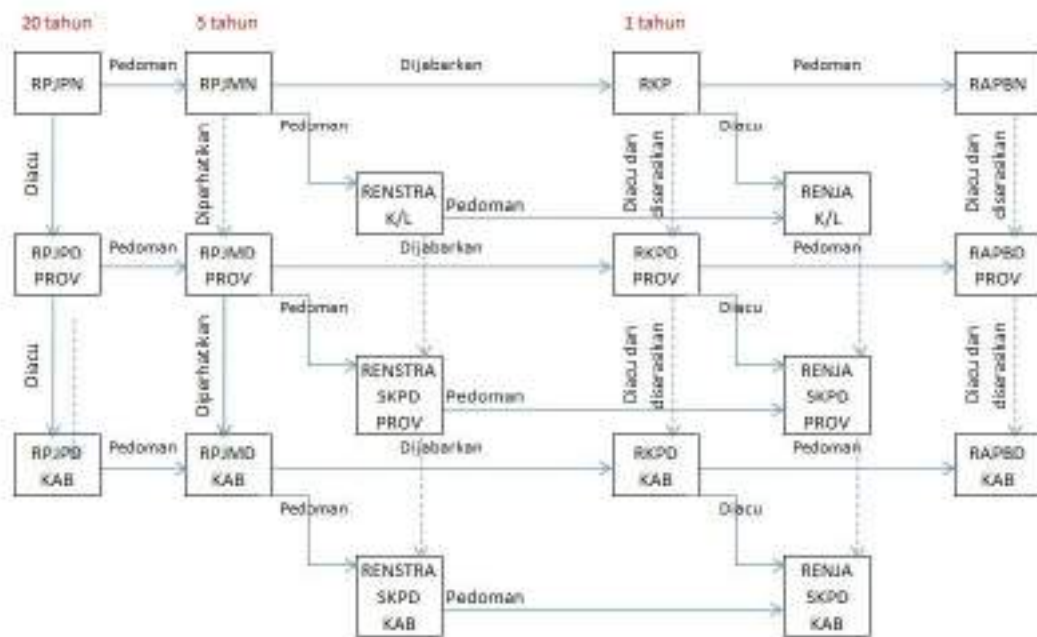 20 tahun
5 tahun
1 tahun
RPJPN
Pedoman
RPJMN
Dijabarkan
RKP
Pedoman
RAPBN
Diacu
Diperhatikan
Pedoman
Diacu dan
diserasikan
Diacu
Diacu dan
diserasikan
RENSTRA
K/L
Pedoman
RENJA
K/L
RPJPD
PROV
Pedoman
RPJMD
PROV
Dijabarkan
RKPD
PROV
Pedoman
RAPBD
PROV
Diacu
Diperhatikan
Pedoman
Diacu dan
diserasikan
Diacu
Diacu dan
diserasikan
RENSTRA
SKPD
PROV
Pedoman
RENJA
SKPD
PROV
RPJPD
KAB
Pedoman
RPJMD
KAB
Dijabarkan
RKPD
KAB
Pedoman
RAPBD
KAB
Pedoman
Diacu
RENSTRA
SKPD
KAB
Pedoman
RENJA
SKPD
KAB